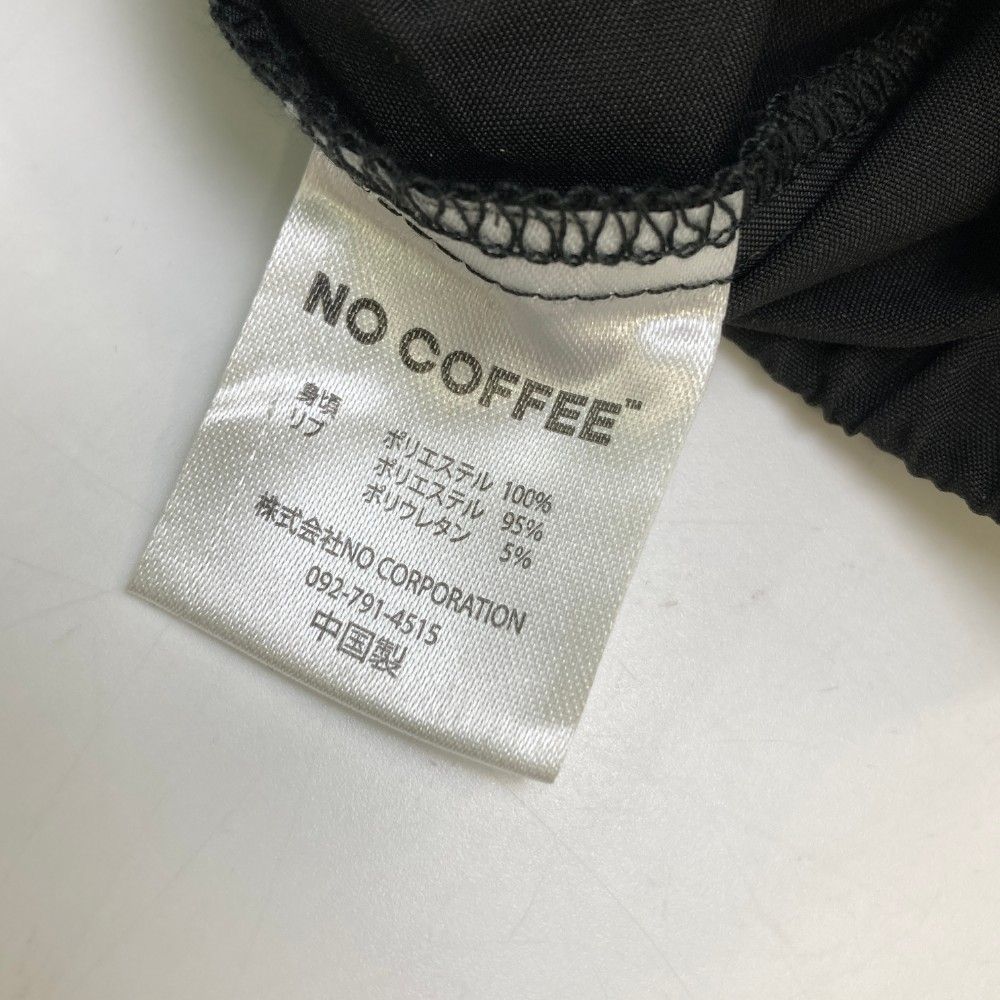 NO COFFEE™
身頃 ポリエステル 100%
リブ ポリエステル 95%
ポリウレタン 5%
株式会社NO CORPORATION
092-791-4515
中国製